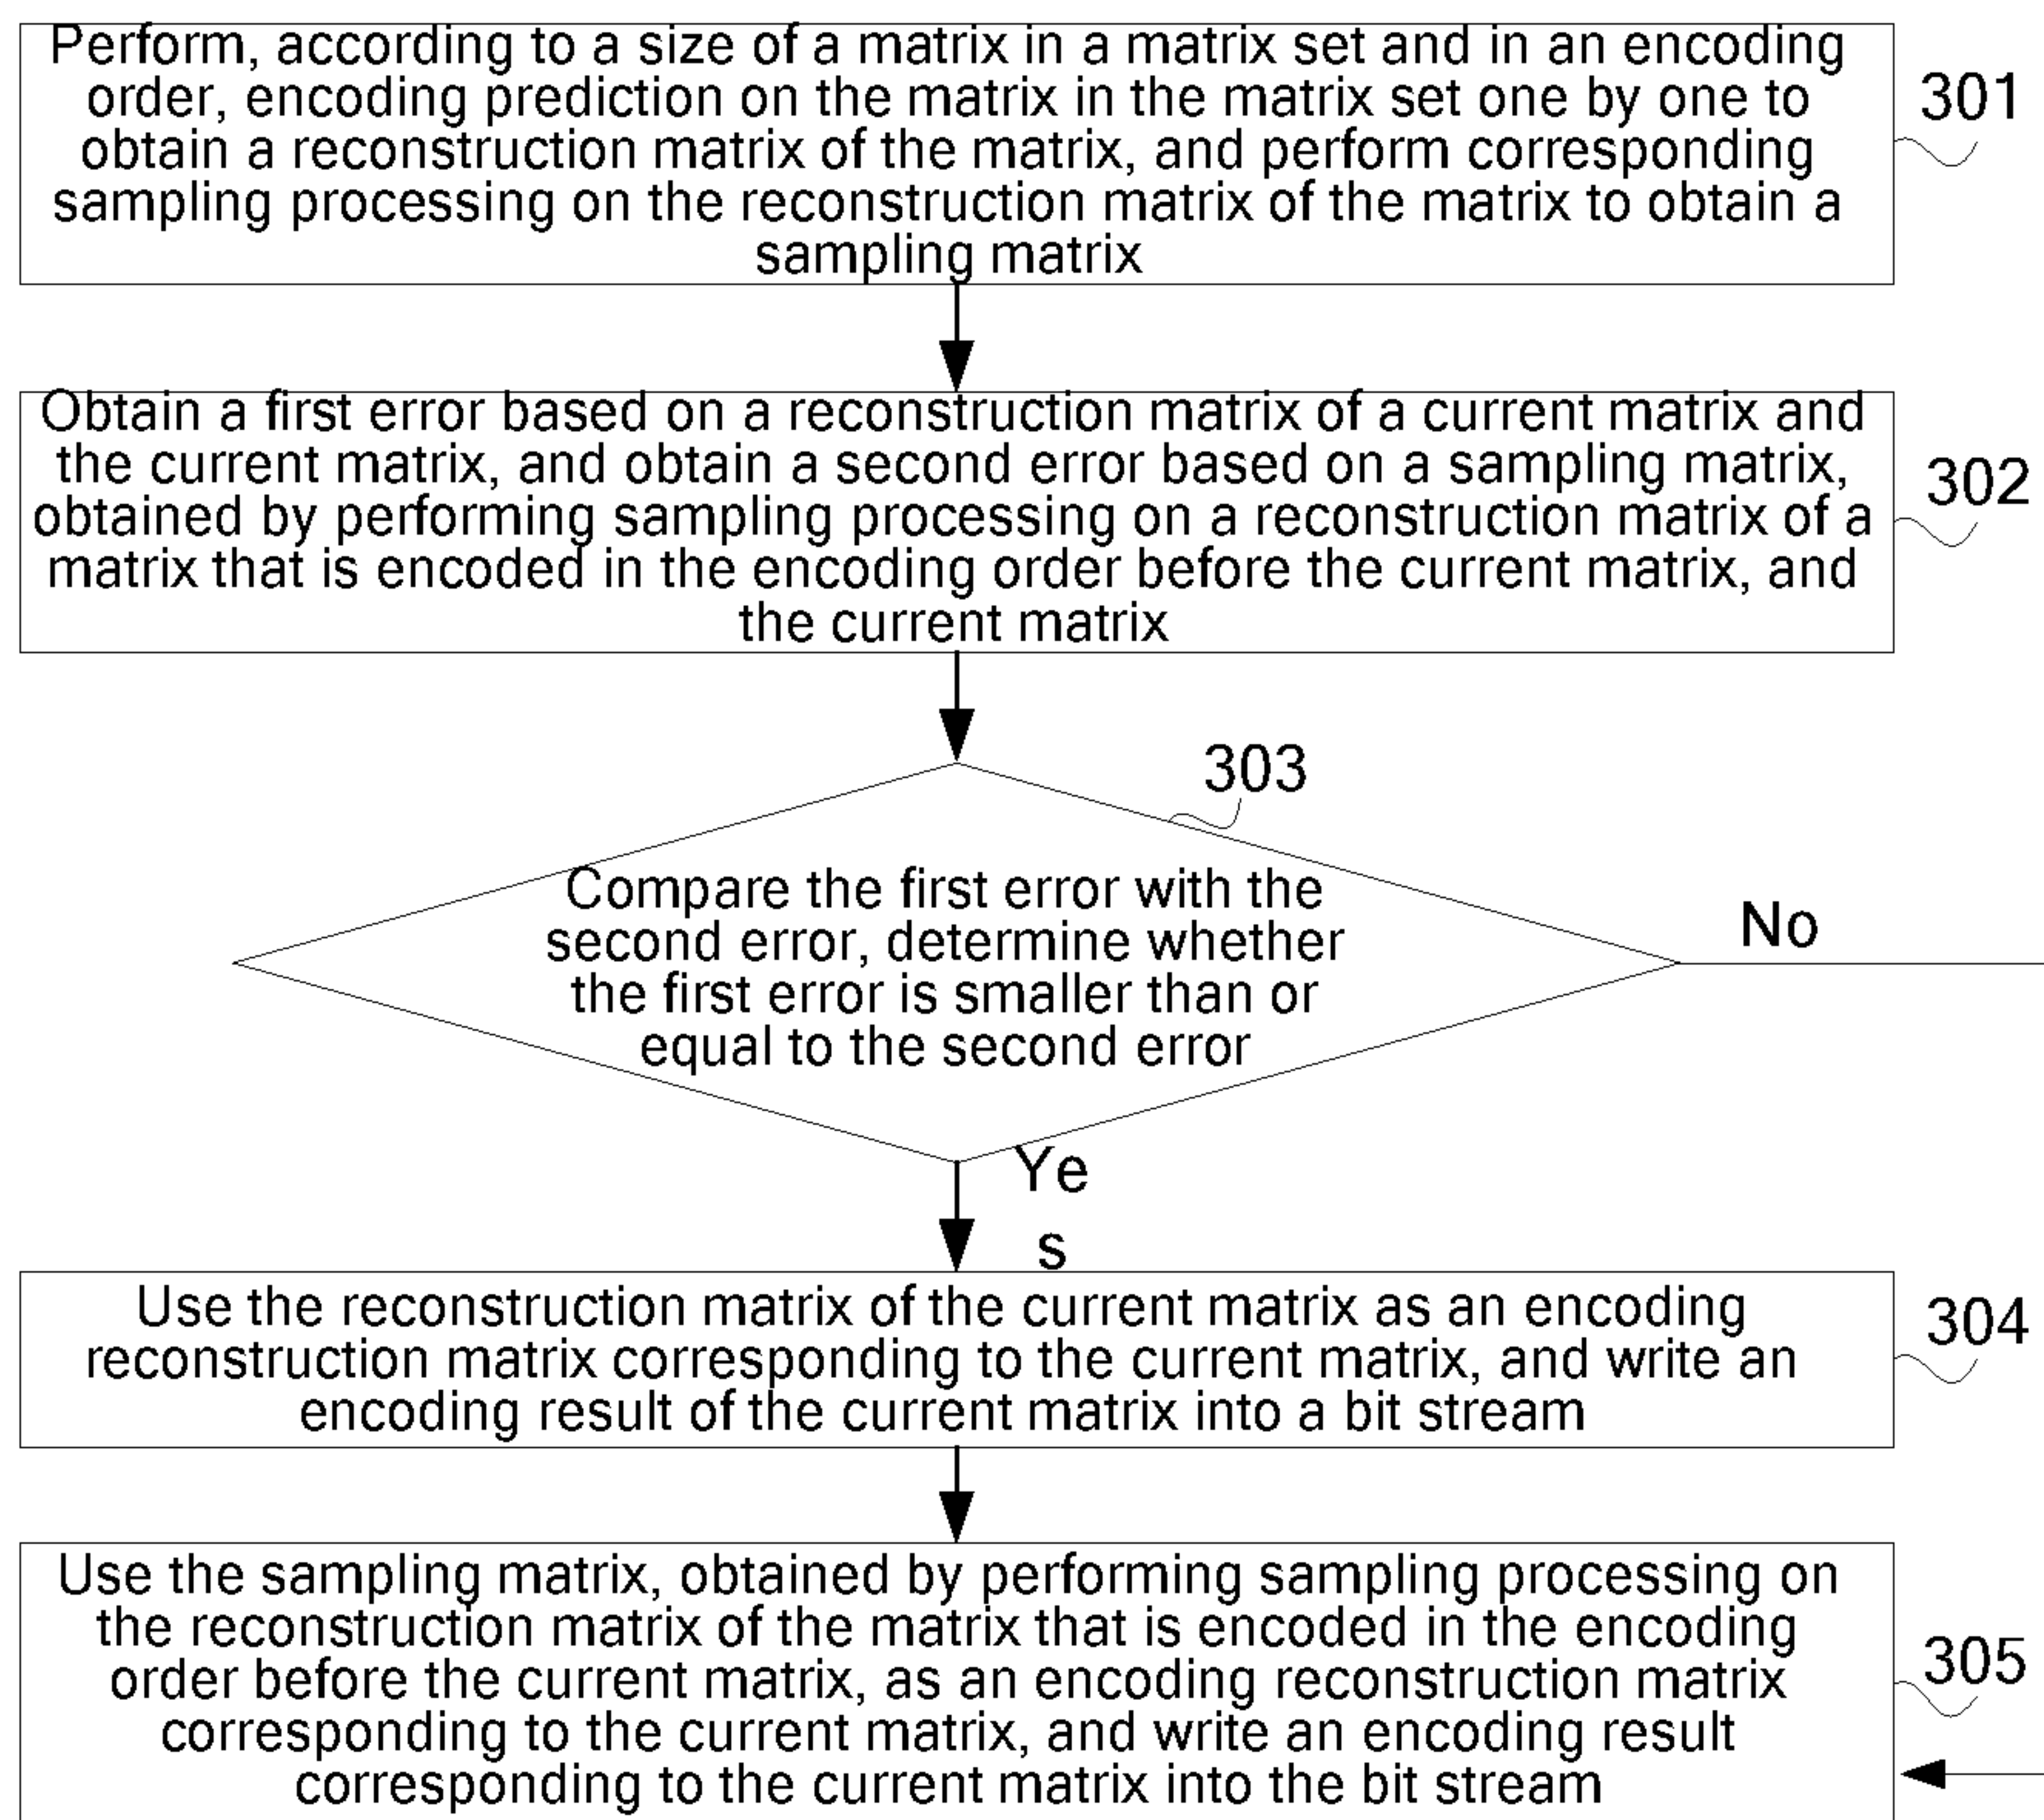 Perform, according to a size of a matrix in a matrix set and in an encoding
order, encoding prediction on the matrix in the matrix set one by one to
obtain a reconstruction matrix of the matrix, and perform corresponding
sampling processing on the reconstruction matrix of the matrix to obtain a
sampling matrix
301
Obtain a first error based on a reconstruction matrix of a current matrix and
the current matrix, and obtain a second error based on a sampling matrix,
obtained by performing sampling processing on a reconstruction matrix of a
matrix that is encoded in the encoding order before the current matrix, and
the current matrix
302
303
Compare the first error with the
second error, determine whether
the first error is smaller than or
equal to the second error
No
Ye
s
Use the reconstruction matrix of the current matrix as an encoding
reconstruction matrix corresponding to the current matrix, and write an
encoding result of the current matrix into a bit stream
304
Use the sampling matrix, obtained by performing sampling processing on
the reconstruction matrix of the matrix that is encoded in the encoding
order before the current matrix, as an encoding reconstruction matrix
corresponding to the current matrix, and write an encoding result
corresponding to the current matrix into the bit stream
305